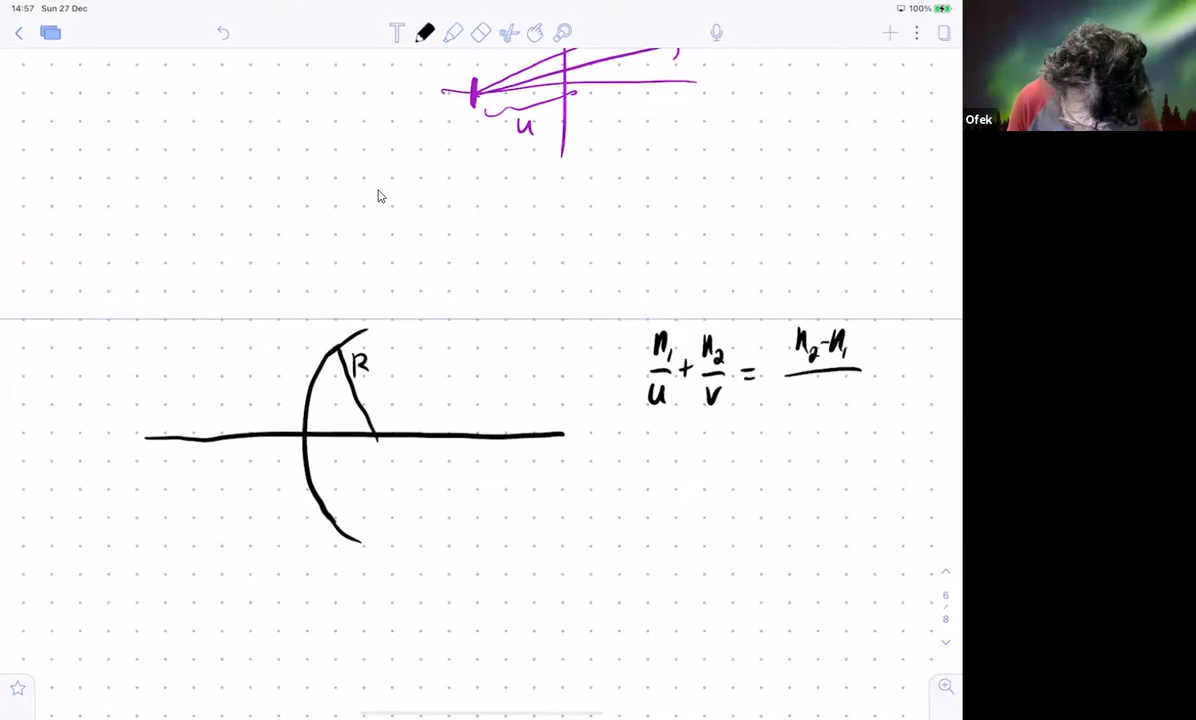 14:57 Sun 27 Dec
100%
T
Ofek
u
R
n₁/u + n₂/v = n₂-n₁
6
/
8